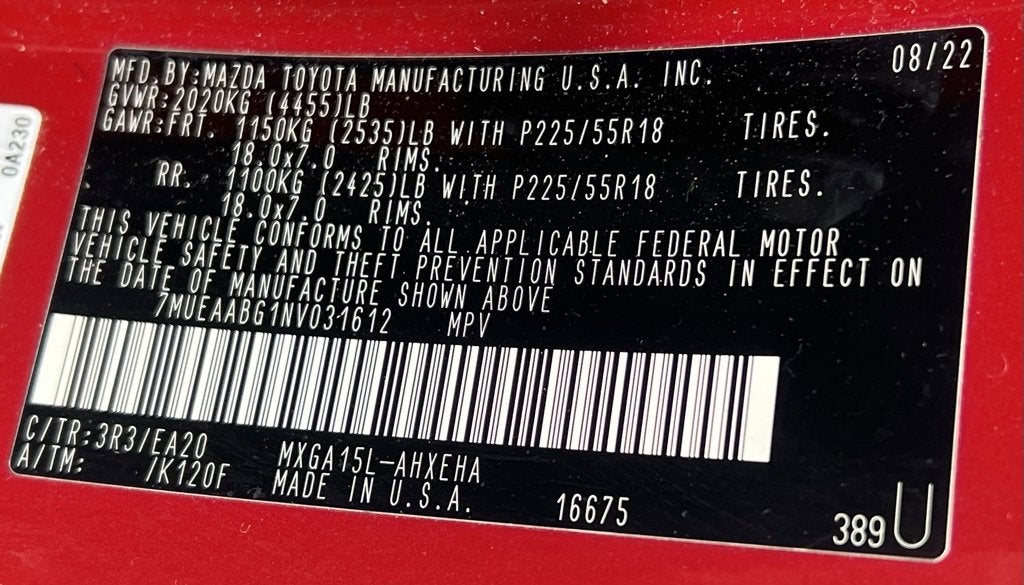 MFD.BY:MAZDA TOYOTA MANUFACTURING U.S.A. INC. 08/22
GVWR:2020KG (4455)LB
GAWR:FRT. 1150KG (2535)LB WITH P225/55R18 TIRES.
18.0x7.0 RIMS.
RR. 1100KG (2425)LB WITH P225/55R18 TIRES.
18.0x7.0 RIMS.
THIS VEHICLE CONFORMS TO ALL APPLICABLE FEDERAL MOTOR
VEHICLE SAFETY AND THEFT PREVENTION STANDARDS IN EFFECT ON
THE DATE OF MANUFACTURE SHOWN ABOVE
7MUEAABG1NV031612 MPV
C/TR:3R3/EA20 MXGA15L-AHXEHA
A/TM: /K120F MADE IN U.S.A. 16675 389 U
0A230